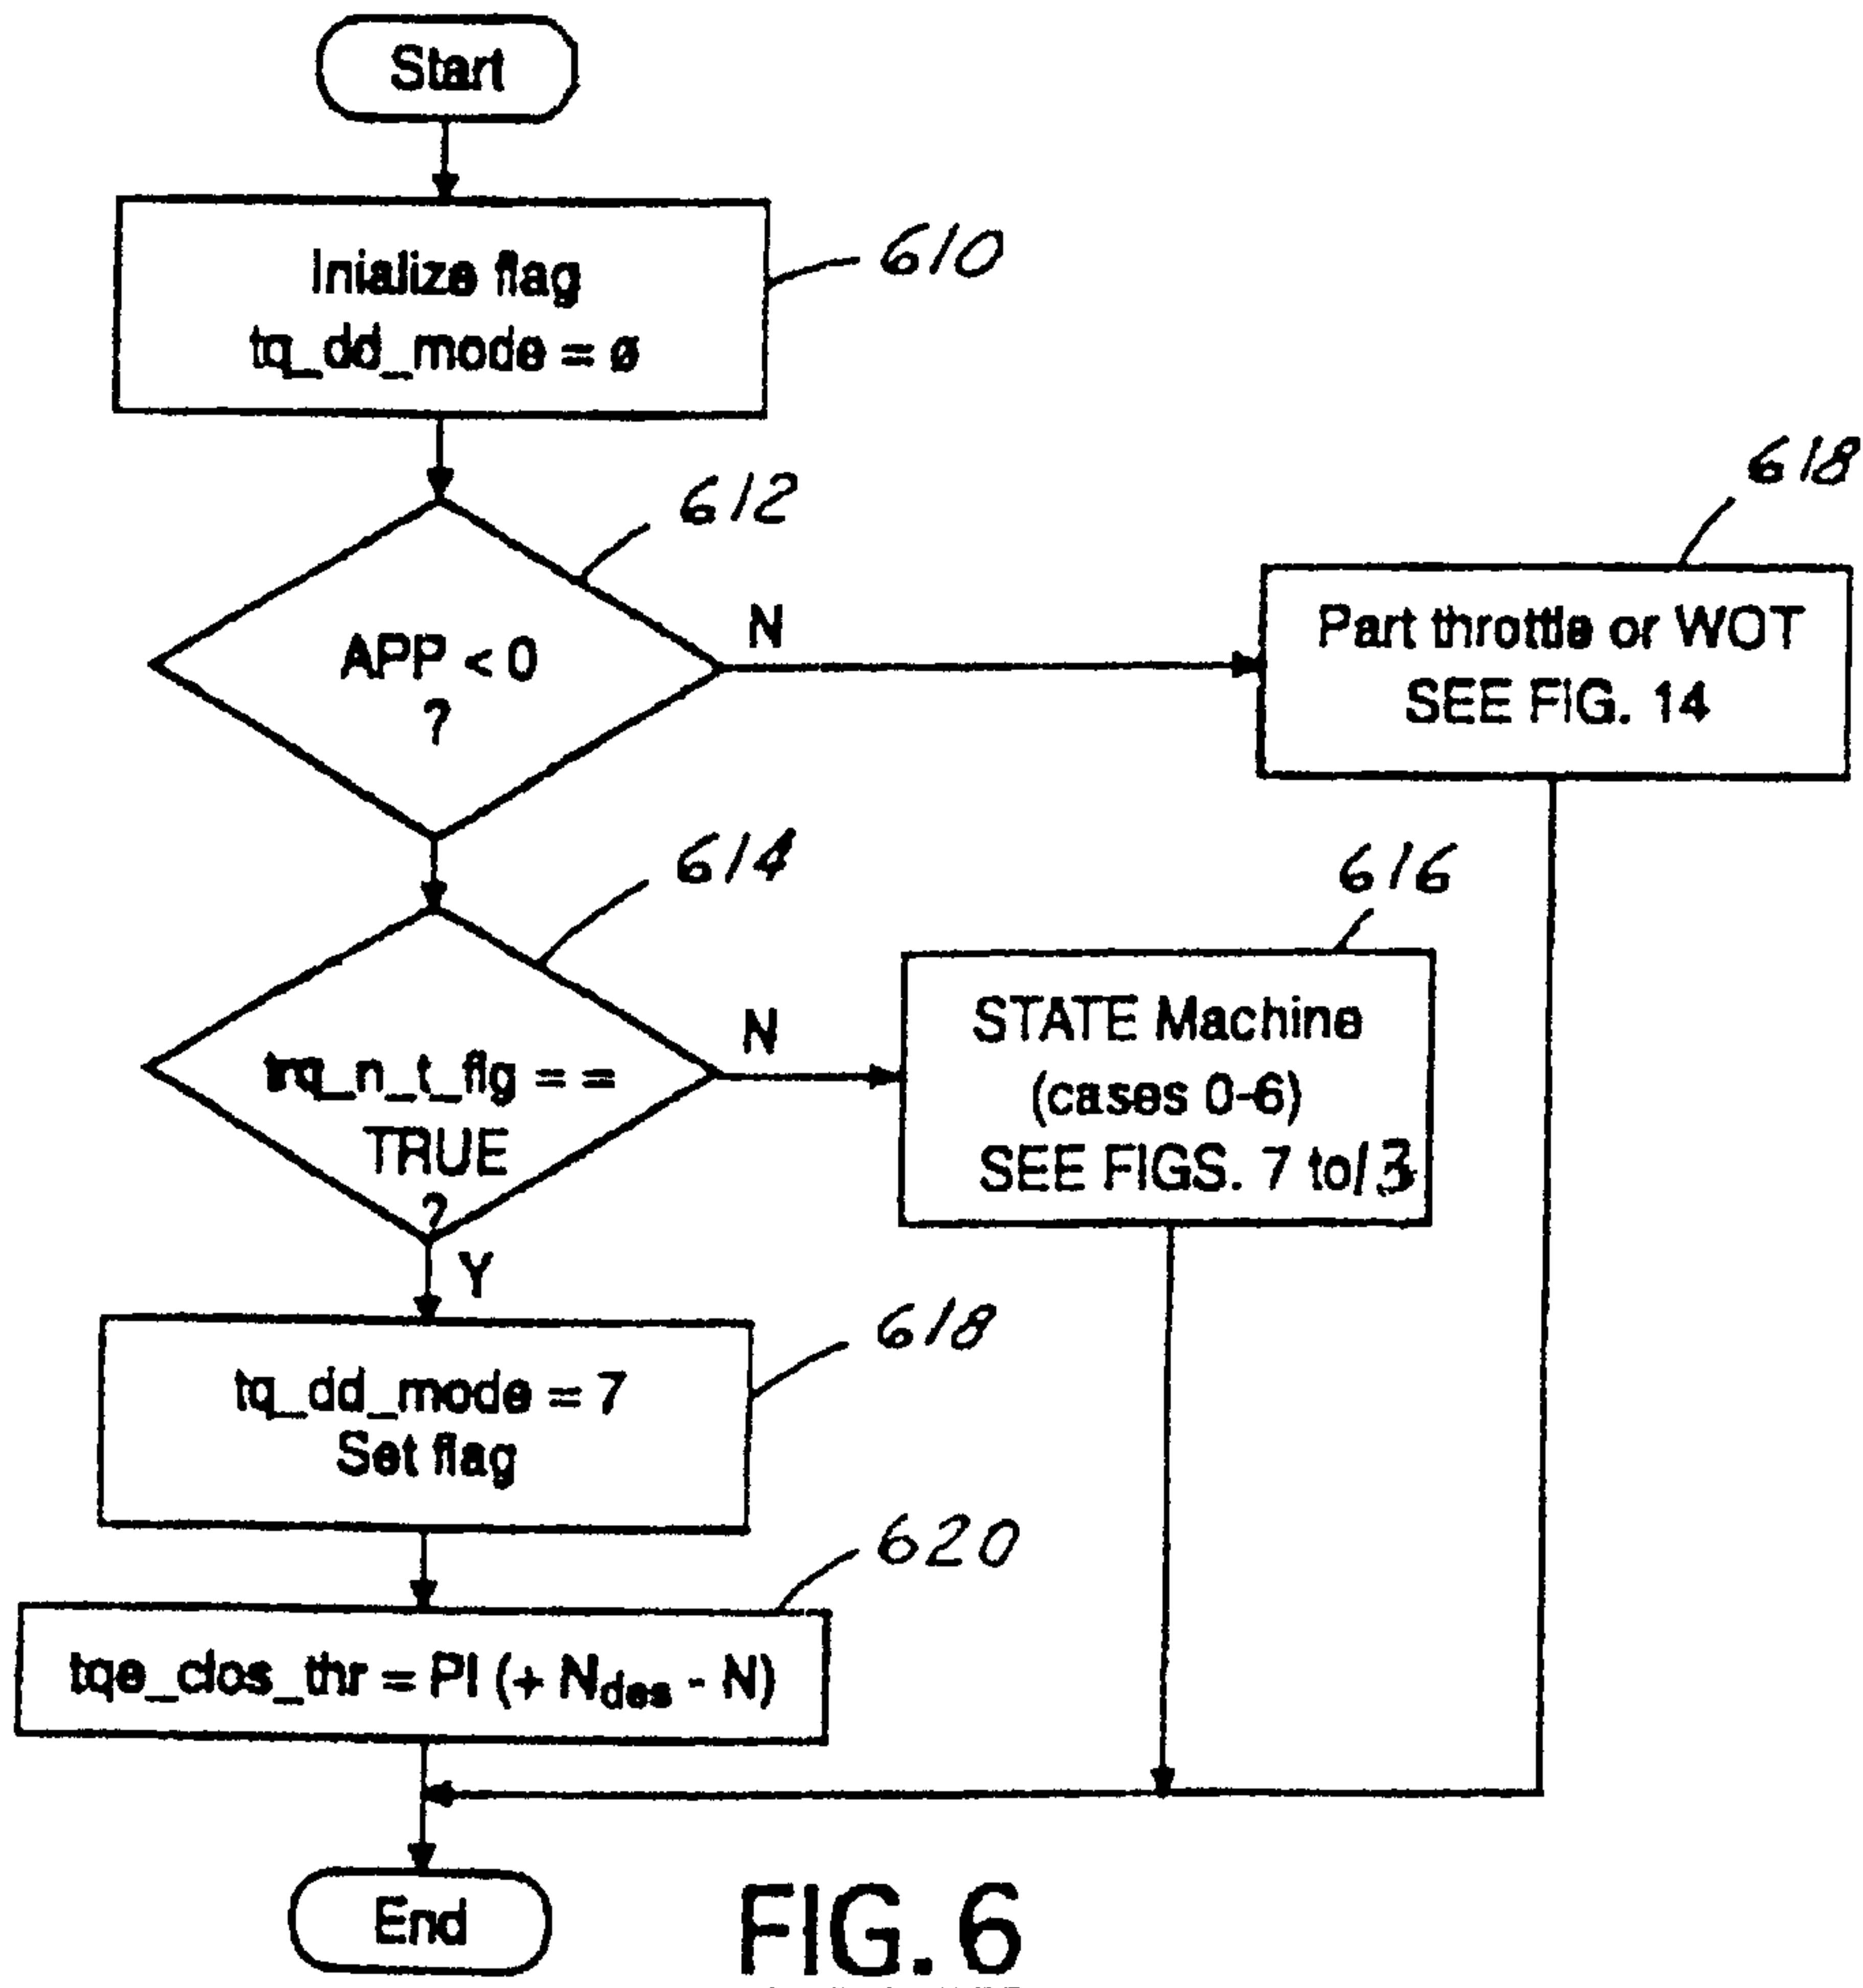 Start
Inialize flag
tq_dd_mode = ø
610
612
APP < 0
?
N
618
Part throttle or WOT
SEE FIG. 14
614
trq_n_t_flg = =
TRUE
?
N
616
STATE Machine
(cases 0-6)
SEE FIGS. 7 to 13
Y
tq_dd_mode = 7
Set flag
618
620
tqe_clos_thr = PI (+ Ndes - N)
End
FIG. 6